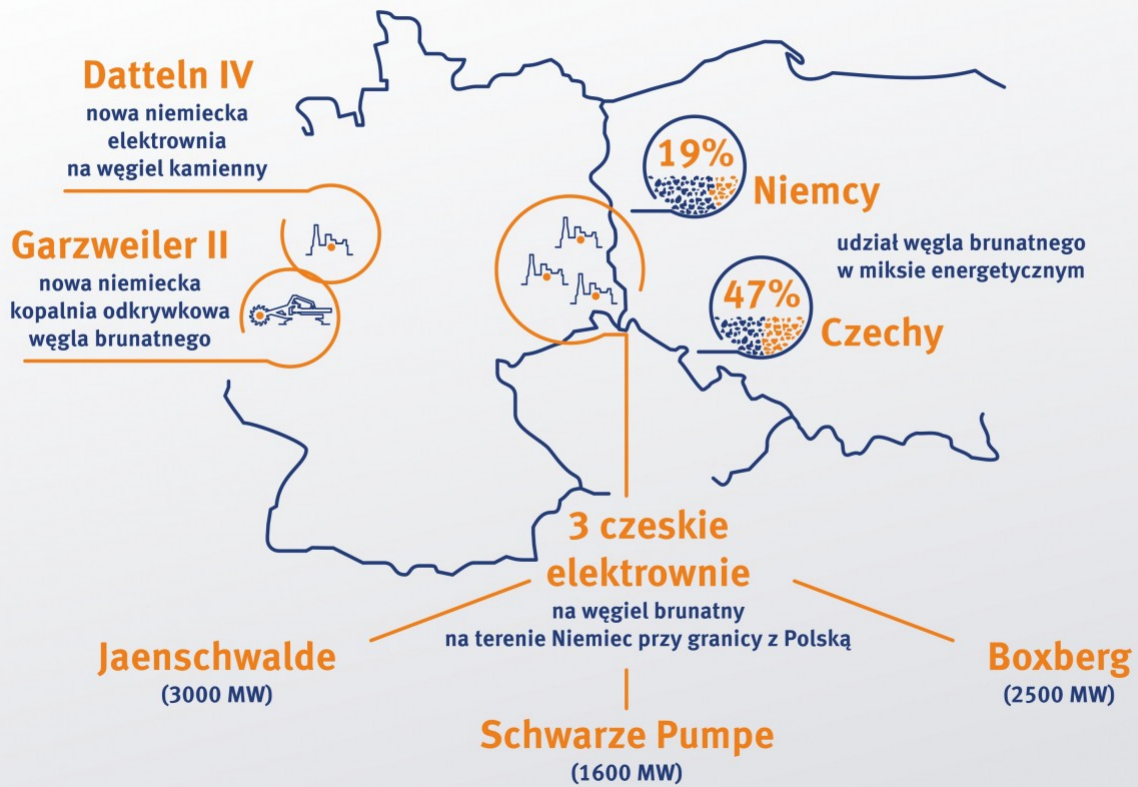 Datteln IV
nowa niemiecka
elektrownia
na węgiel kamienny
Garzweiler II
nowa niemiecka
kopalnia odkrywkowa
węgla brunatnego
19%
Niemcy
udział węgla brunatnego
w miksie energetycznym
47%
Czechy
3 czeskie
elektrownie
na węgiel brunatny
na terenie Niemiec przy granicy z Polską
Jaenschwalde
(3000 MW)
Schwarze Pumpe
(1600 MW)
Boxberg
(2500 MW)